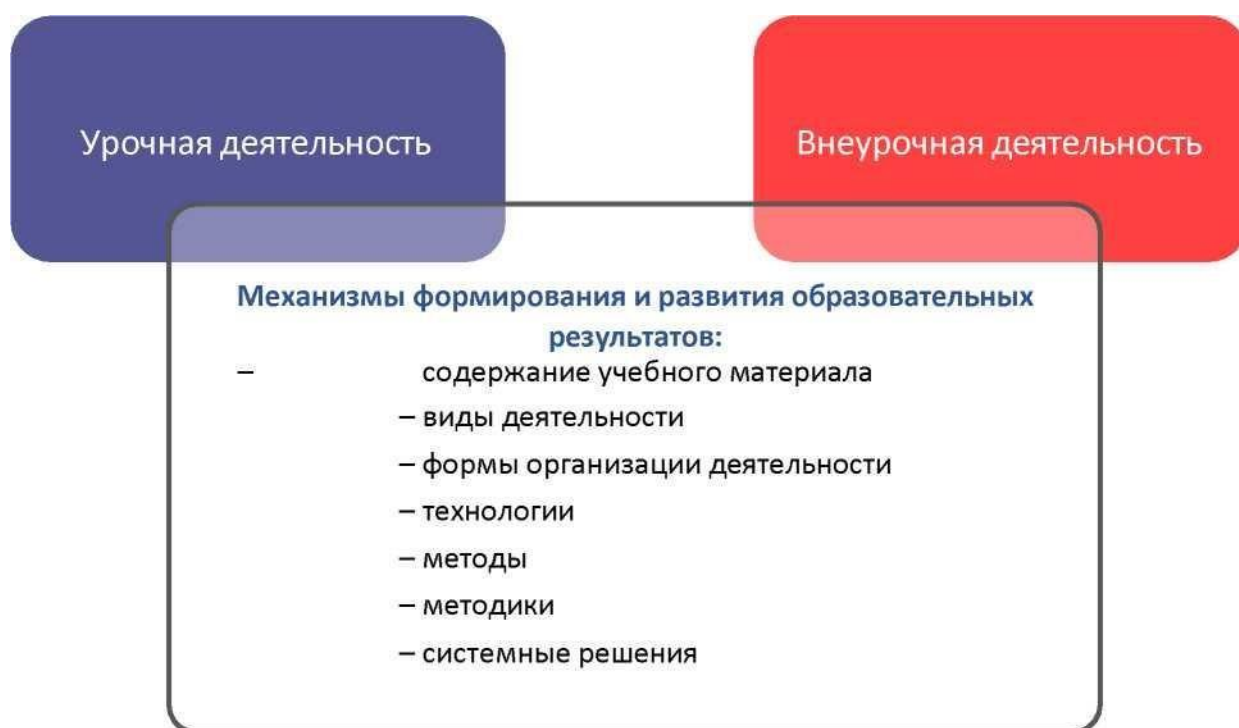 Урочная деятельность
Внеурочная деятельность
Механизмы формирования и развития образовательных
результатов:
– содержание учебного материала
– виды деятельности
– формы организации деятельности
– технологии
– методы
– методики
– системные решения